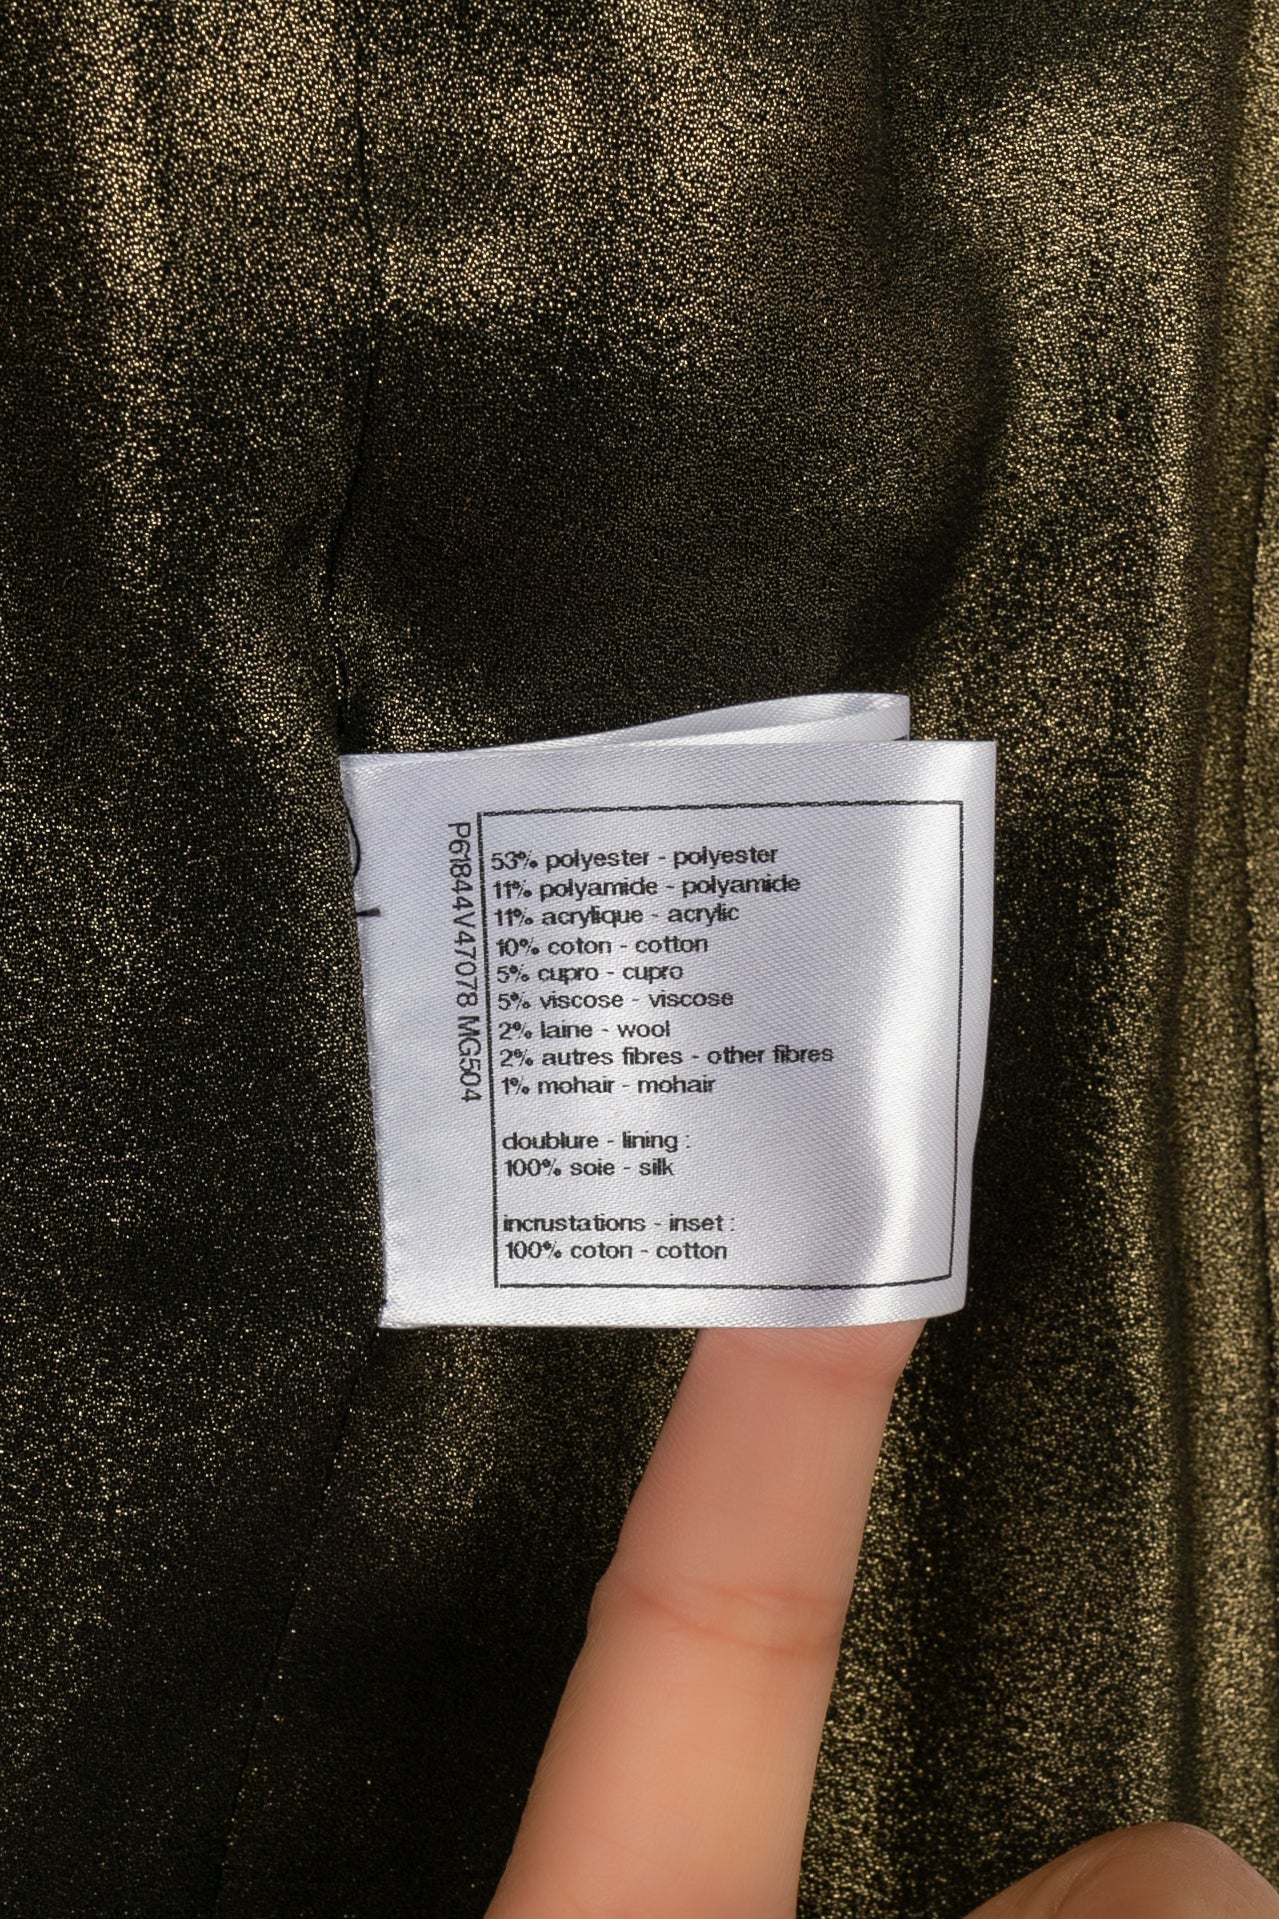 P61844V47078 MG504
53% polyester - polyester
11% polyamide - polyamide
11% acrylique - acrylic
10% coton - cotton
5% cupro - cupro
5% viscose - viscose
2% laine - wool
2% autres fibres - other fibres
1% mohair - mohair
doublure - lining :
100% soie - silk
incrustations - inset :
100% coton - cotton